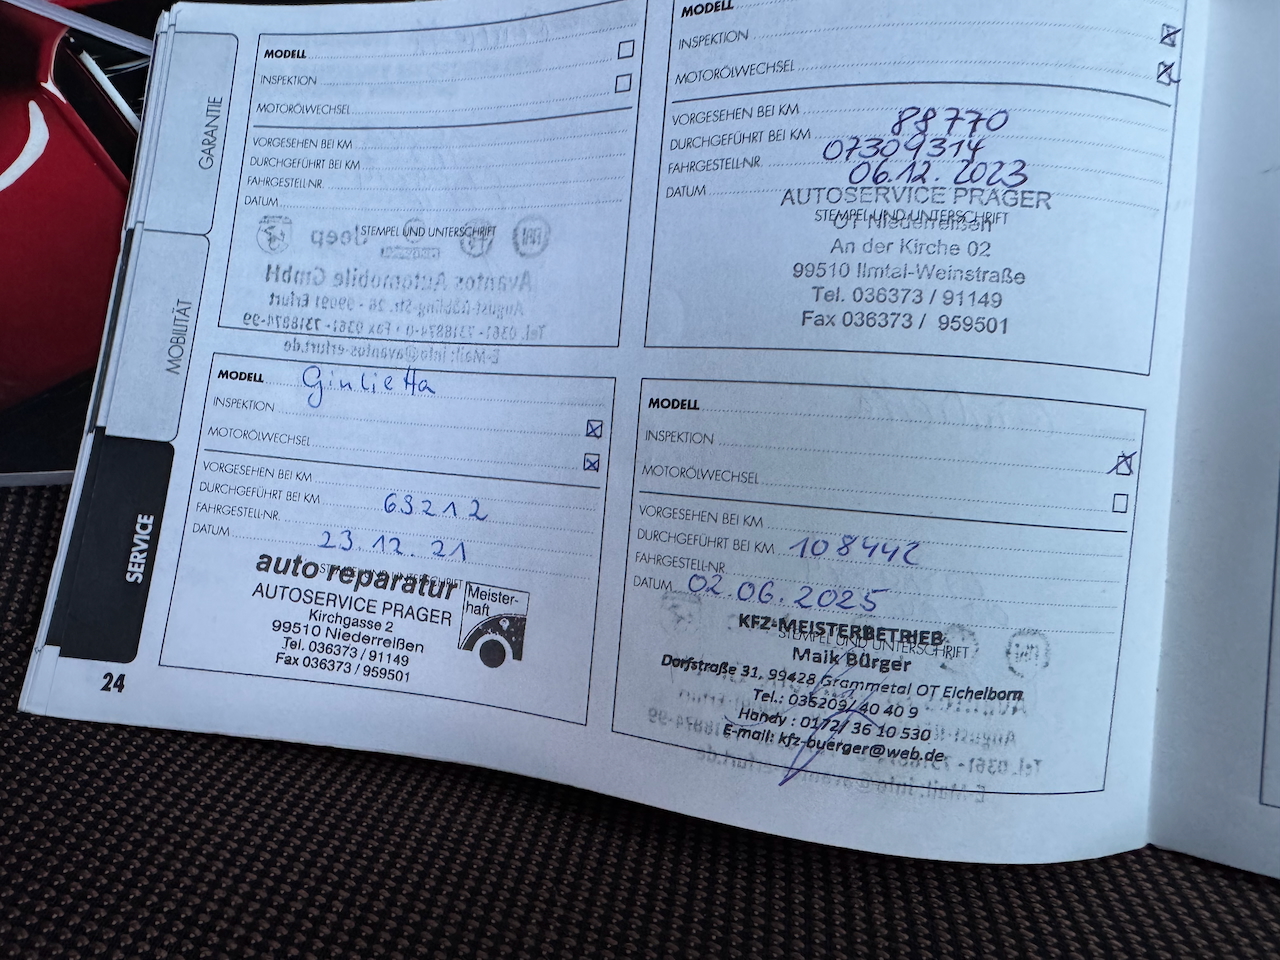 GARANTIE
MOBILITÄT
SERVICE
MODELL
INSPEKTION
MOTORÖLWECHSEL
VORGESEHEN BEI KM
DURCHGEFÜHRT BEI KM
FAHRGESTELL-NR.
DATUM
STEMPEL UND UNTERSCHRIFT
Jeep
Avantos Automobile GmbH
August-Röbling-Str. 26 - 99091 Erfurt
Tel. 0361- 7318874-0 • Fax 0361- 7318874-99
E-Mail: info@avantos-erfurt.de
MODELL
INSPEKTION
MOTORÖLWECHSEL
VORGESEHEN BEI KM
DURCHGEFÜHRT BEI KM 88770
FAHRGESTELL-NR. 07309314
DATUM 06.12.2023
AUTOSERVICE PRAGER
STEMPEL UND UNTERSCHRIFT
OT Niederreißen
An der Kirche 02
99510 Ilmtal-Weinstraße
Tel. 036373 / 91149
Fax 036373 / 959501
MODELL Giulietta
INSPEKTION
MOTORÖLWECHSEL
VORGESEHEN BEI KM
DURCHGEFÜHRT BEI KM 69212
FAHRGESTELL-NR.
DATUM 23.12.21
STEMPEL UND UNTERSCHRIFT
auto reparatur
Meister-
haft
AUTOSERVICE PRAGER
Kirchgasse 2
99510 Niederreißen
Tel. 036373 / 91149
Fax 036373 / 959501
MODELL
INSPEKTION
MOTORÖLWECHSEL
VORGESEHEN BEI KM
DURCHGEFÜHRT BEI KM 108442
FAHRGESTELL-NR.
DATUM 02.06.2025
KFZ-MEISTERBETRIEB
STEMPEL UND UNTERSCHRIFT
Maik Bürger
Dorfstraße 31, 99428 Grammetal OT Eichelborn
Tel.: 036209/ 40 40 9
Handy : 0172/ 36 10 530
E-mail: kfz-buerger@web.de
24